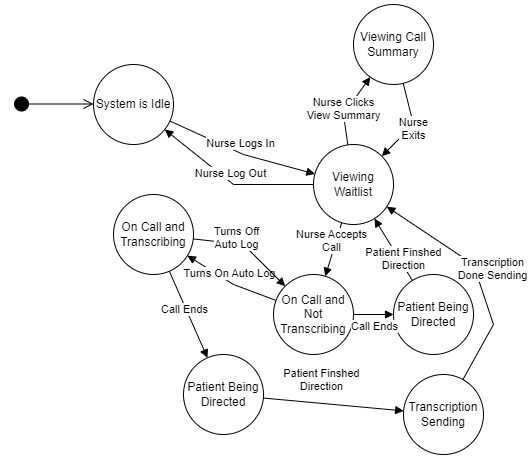 Viewing Call
Summary
System is Idle
Nurse Clicks
View Summary
Nurse
Exits
Nurse Logs In
Nurse Log Out
Viewing
Waitlist
On Call and
Transcribing
Turns Off
Auto Log
Nurse Accepts
Call
Patient Finshed
Direction
Transcription
Done Sending
Turns On Auto Log
On Call and
Not
Transcribing
Call Ends
Patient Being
Directed
Call Ends
Patient Being
Directed
Patient Finshed
Direction
Transcription
Sending